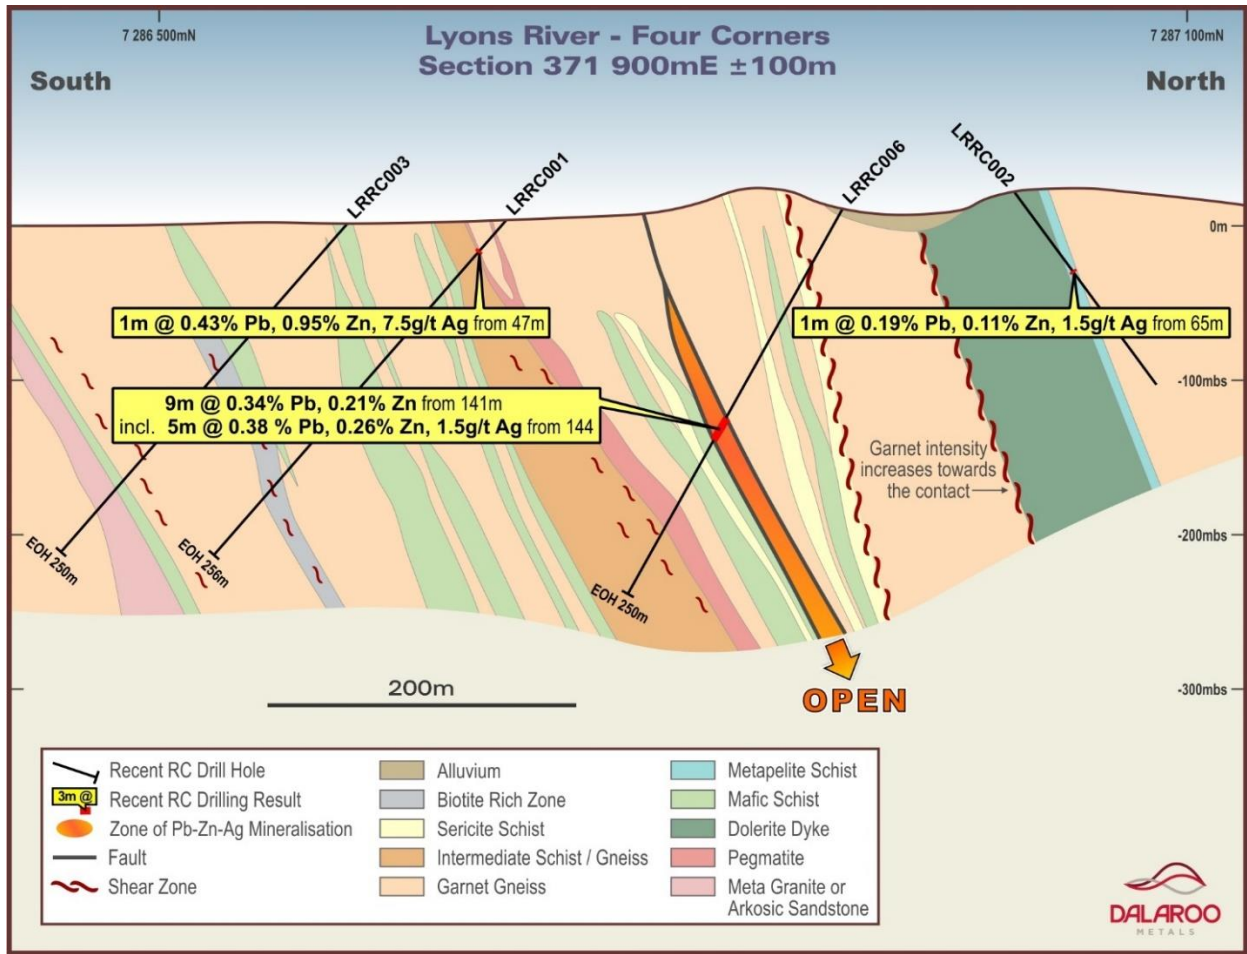 7 286 500mN
Lyons River - Four Corners
7 287 100mN
Section 371 900mE ±100m
South
North
LRRC003
LRRC001
LRRC006
LRRC002
0m
1m @ 0.43% Pb, 0.95% Zn, 7.5g/t Ag from 47m
1m @ 0.19% Pb, 0.11% Zn, 1.5g/t Ag from 65m
-100mbs
9m @ 0.34% Pb, 0.21% Zn from 141m
incl. 5m @ 0.38 % Pb, 0.26% Zn, 1.5g/t Ag from 144
Garnet intensity
increases towards
the contact
-200mbs
EOH 250m
EOH 256m
EOH 250m
200m
OPEN
-300mbs
Recent RC Drill Hole
3m @
Recent RC Drilling Result
Zone of Pb-Zn-Ag Mineralisation
Fault
Shear Zone
Alluvium
Biotite Rich Zone
Sericite Schist
Intermediate Schist / Gneiss
Garnet Gneiss
Metapelite Schist
Mafic Schist
Dolerite Dyke
Pegmatite
Meta Granite or
Arkosic Sandstone
DALAROO
METALS